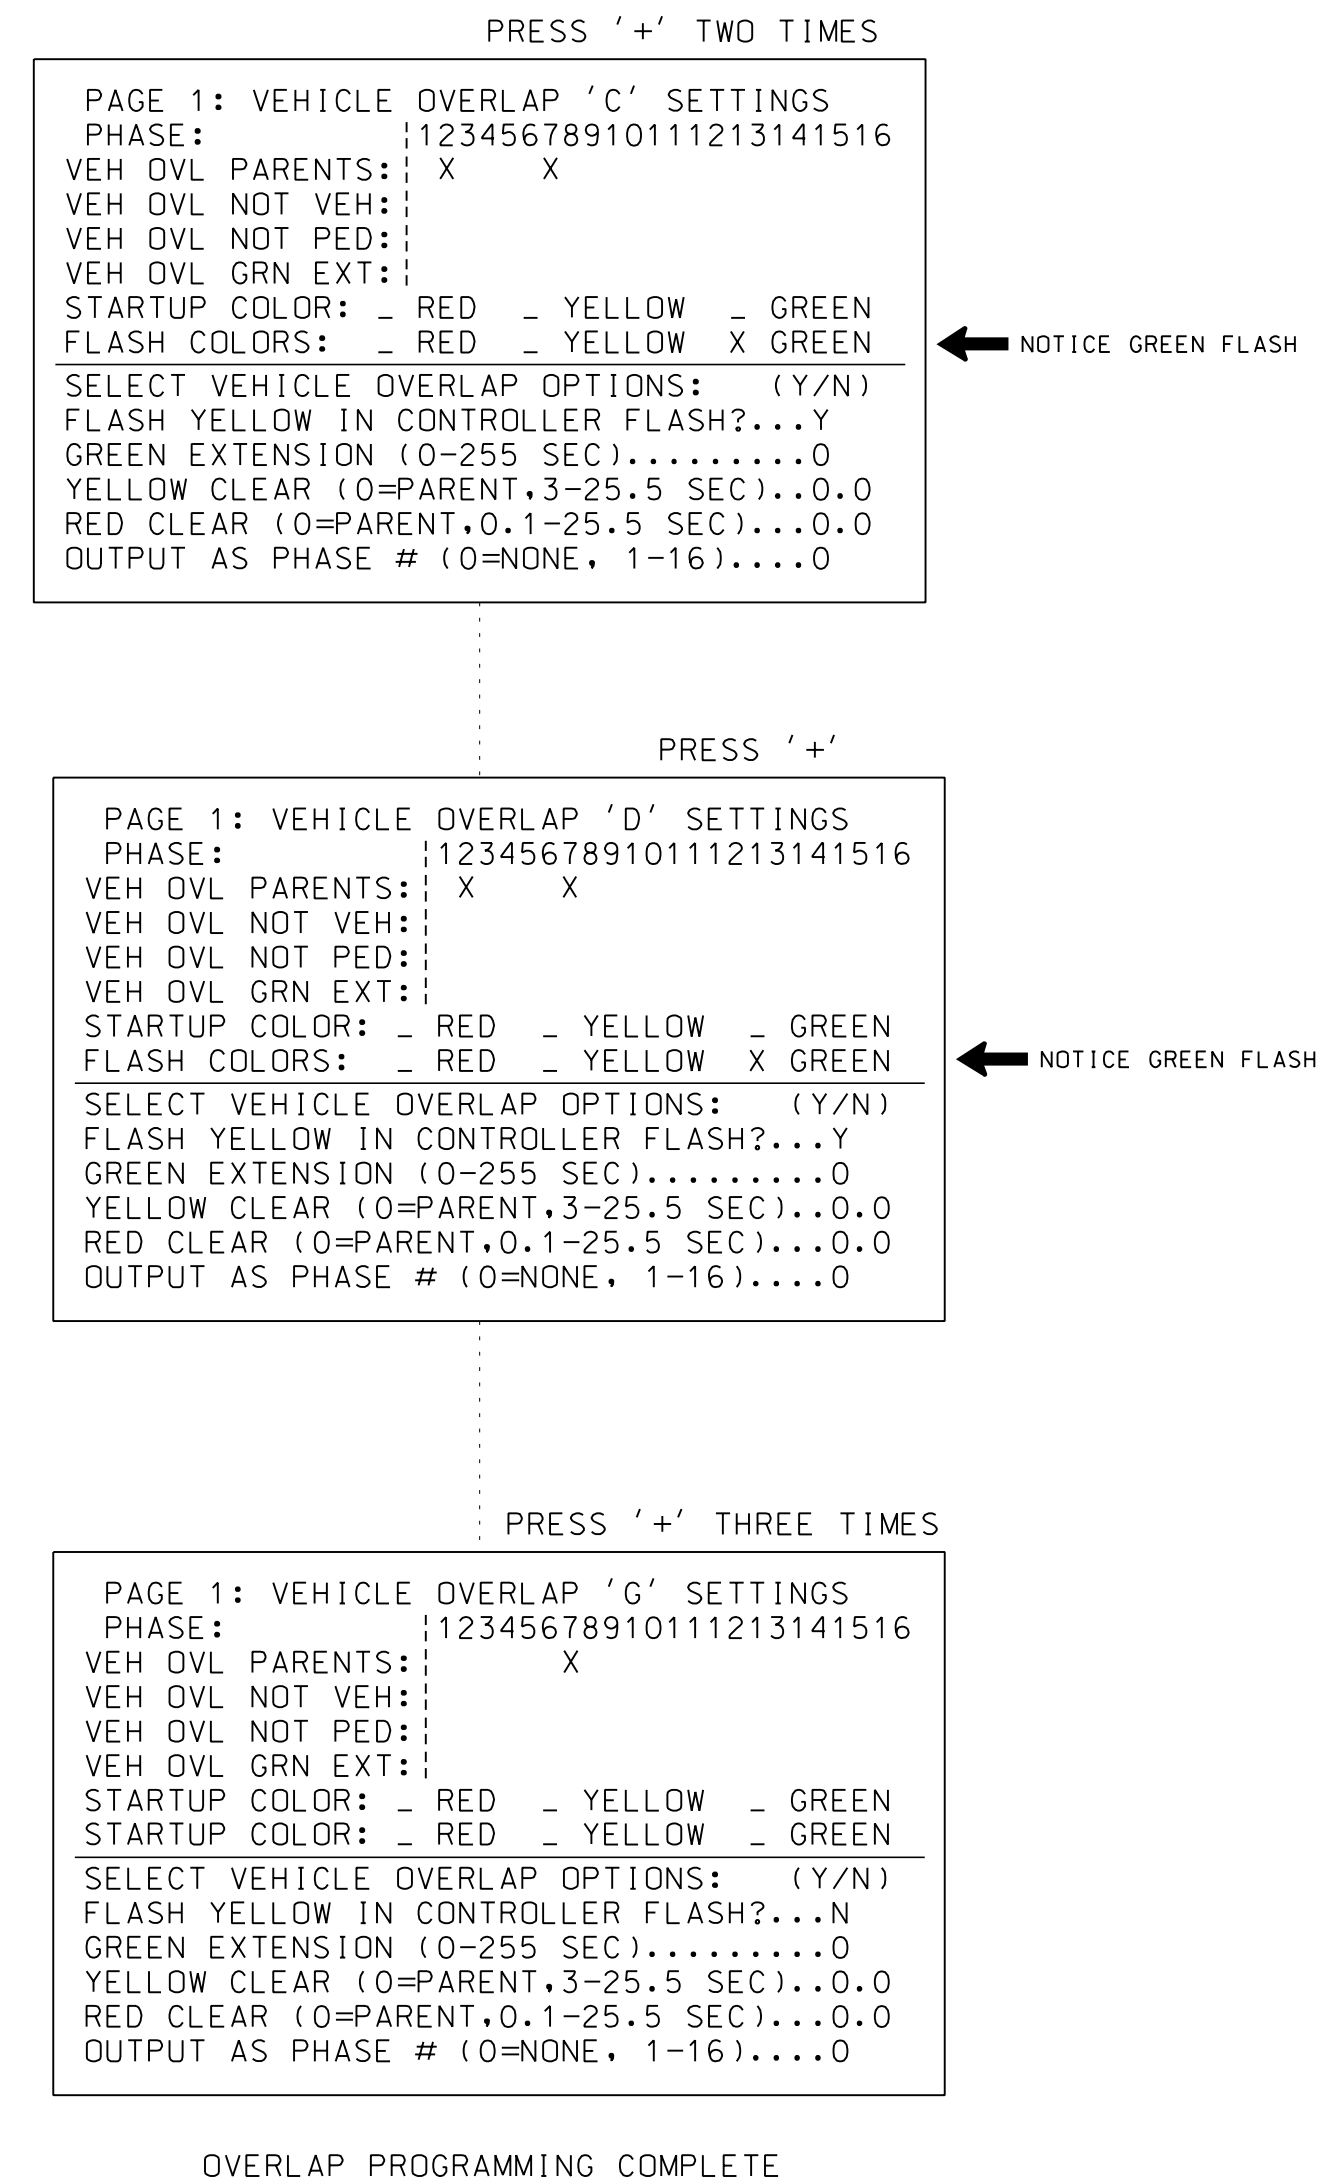 PRESS '+' TWO TIMES
PAGE 1: VEHICLE OVERLAP 'C' SETTINGS
PHASE: |12345678910111213141516
VEH OVL PARENTS:| X X
VEH OVL NOT VEH:|
VEH OVL NOT PED:|
VEH OVL GRN EXT:|
STARTUP COLOR: _ RED _ YELLOW _ GREEN
FLASH COLORS: _ RED _ YELLOW X GREEN
NOTICE GREEN FLASH
SELECT VEHICLE OVERLAP OPTIONS: (Y/N)
FLASH YELLOW IN CONTROLLER FLASH?...Y
GREEN EXTENSION (0-255 SEC).........0
YELLOW CLEAR (0=PARENT,3-25.5 SEC)..0.0
RED CLEAR (0=PARENT,0.1-25.5 SEC)...0.0
OUTPUT AS PHASE # (0=NONE, 1-16)....0
PRESS '+'
PAGE 1: VEHICLE OVERLAP 'D' SETTINGS
PHASE: |12345678910111213141516
VEH OVL PARENTS:| X X
VEH OVL NOT VEH:|
VEH OVL NOT PED:|
VEH OVL GRN EXT:|
STARTUP COLOR: _ RED _ YELLOW _ GREEN
FLASH COLORS: _ RED _ YELLOW X GREEN
NOTICE GREEN FLASH
SELECT VEHICLE OVERLAP OPTIONS: (Y/N)
FLASH YELLOW IN CONTROLLER FLASH?...Y
GREEN EXTENSION (0-255 SEC).........0
YELLOW CLEAR (0=PARENT,3-25.5 SEC)..0.0
RED CLEAR (0=PARENT,0.1-25.5 SEC)...0.0
OUTPUT AS PHASE # (0=NONE, 1-16)....0
PRESS '+' THREE TIMES
PAGE 1: VEHICLE OVERLAP 'G' SETTINGS
PHASE: |12345678910111213141516
VEH OVL PARENTS:| X
VEH OVL NOT VEH:|
VEH OVL NOT PED:|
VEH OVL GRN EXT:|
STARTUP COLOR: _ RED _ YELLOW _ GREEN
STARTUP COLOR: _ RED _ YELLOW _ GREEN
SELECT VEHICLE OVERLAP OPTIONS: (Y/N)
FLASH YELLOW IN CONTROLLER FLASH?...N
GREEN EXTENSION (0-255 SEC).........0
YELLOW CLEAR (0=PARENT,3-25.5 SEC)..0.0
RED CLEAR (0=PARENT,0.1-25.5 SEC)...0.0
OUTPUT AS PHASE # (0=NONE, 1-16)....0
OVERLAP PROGRAMMING COMPLETE